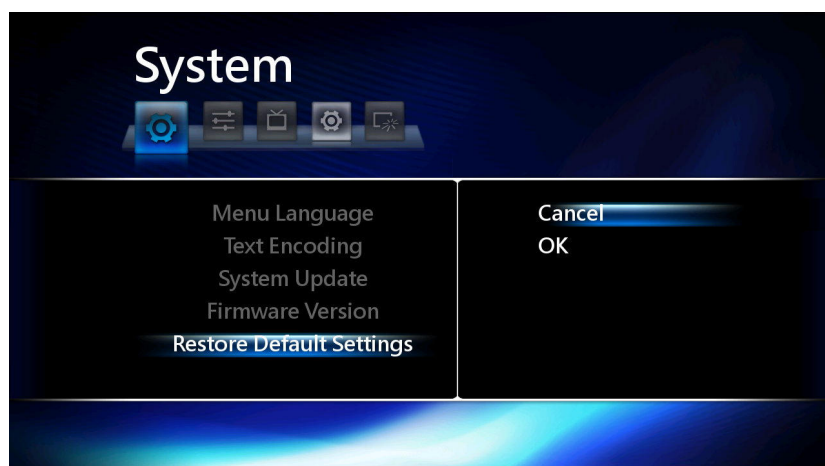 System
Menu Language
Text Encoding
System Update
Firmware Version
Restore Default Settings
Cancel
OK